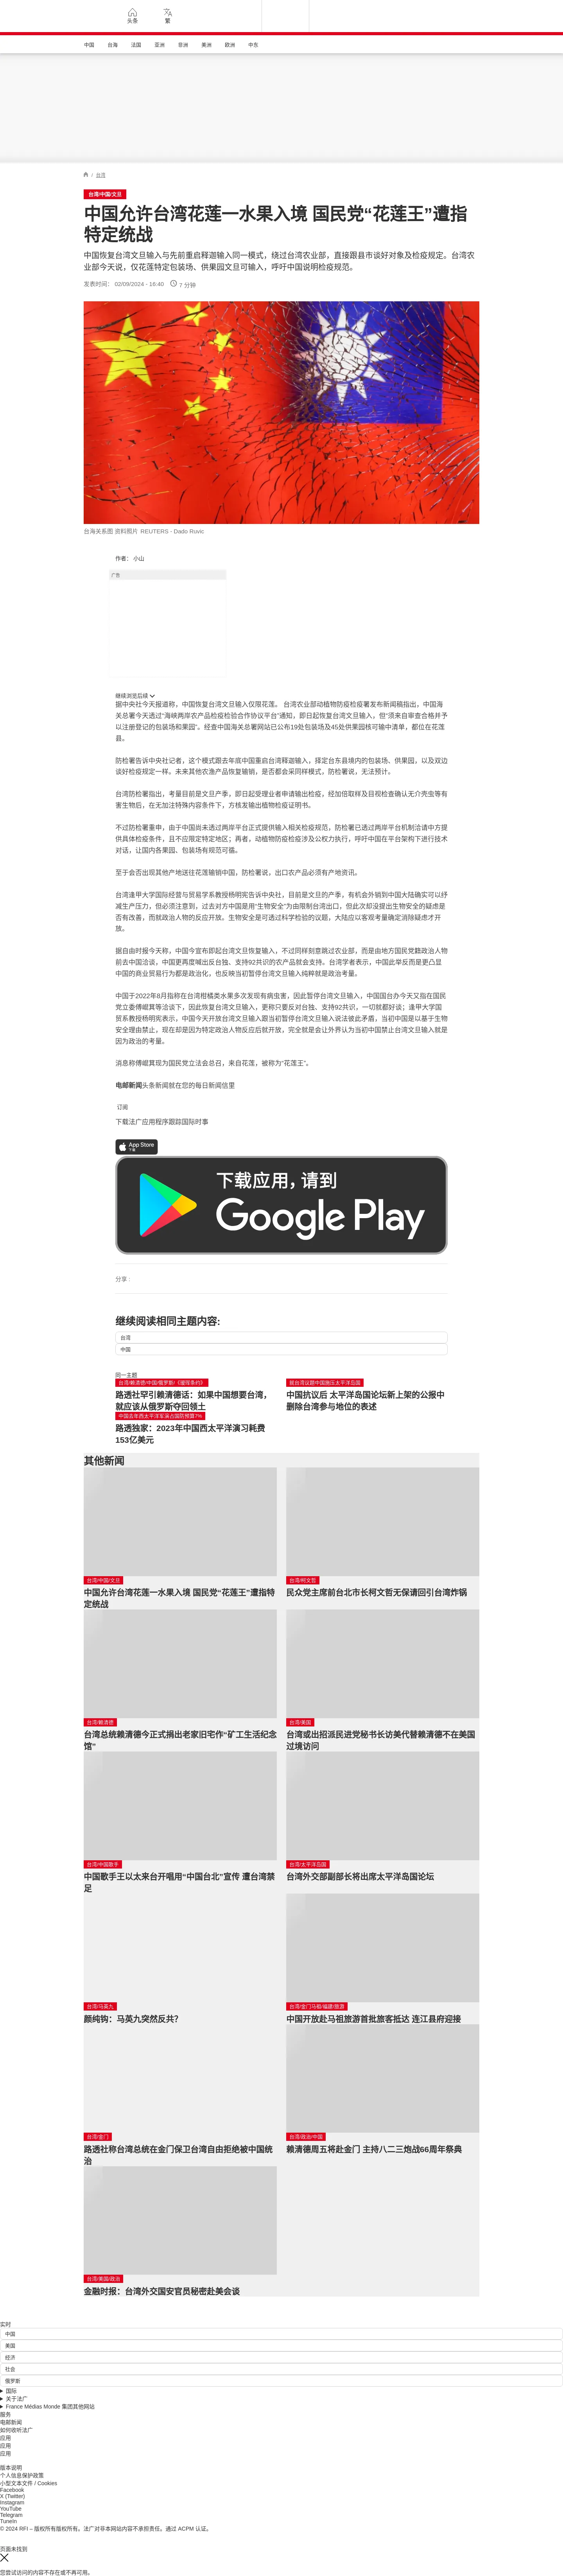 头条
繁
中国
台海
法国
亚洲
非洲
美洲
欧洲
中东
/ 台湾
台湾/中国/文旦
中国允许台湾花莲一水果入境 国民党“花莲王”遭指
特定统战
中国恢复台湾文旦输入与先前重启释迦输入同一模式，绕过台湾农业部，直接跟县市谈好对象及检疫规定。台湾农
业部今天说，仅花莲特定包装场、供果园文旦可输入，呼吁中国说明检疫规范。
发表时间： 02/09/2024 - 16:40
7 分钟
台海关系图 资料照片 REUTERS - Dado Ruvic
作者： 小山
广告
继续浏览后续
据中央社今天报道称，中国恢复台湾文旦输入仅限花莲。 台湾农业部动植物防疫检疫署发布新闻稿指出，中国海
关总署今天透过“海峡两岸农产品检疫检验合作协议平台”通知，即日起恢复台湾文旦输入，但“须来自审查合格并予
以注册登记的包装场和果园”。经查中国海关总署网站已公布19处包装场及45处供果园核可输中清单，都位在花莲
县。
防检署告诉中央社记者，这个模式跟去年底中国重启台湾释迦输入，择定台东县境内的包装场、供果园，以及双边
谈好检疫规定一样。未来其他农渔产品恢复输销，是否都会采同样模式，防检署说，无法预计。
台湾防检署指出，考量目前是文旦产季，即日起受理业者申请输出检疫，经加倍取样及目视检查确认无介壳虫等有
害生物后，在无加注特殊内容条件下，方核发输出植物检疫证明书。
不过防检署重申，由于中国尚未透过两岸平台正式提供输入相关检疫规范，防检署已透过两岸平台机制洽请中方提
供具体检疫条件，且不应限定特定地区；再者，动植物防疫检疫涉及公权力执行，呼吁中国在平台架构下进行技术
对话，让国内各果园、包装场有规范可循。
至于会否出现其他产地送往花莲输销中国，防检署说，出口农产品必须有产地资讯。
台湾逢甲大学国际经营与贸易学系教授杨明宪告诉中央社，目前是文旦的产季，有机会外销到中国大陆确实可以纾
减生产压力，但必须注意到，过去对方中国是用“生物安全”为由限制台湾出口，但此次却没提出生物安全的疑虑是
否有改善，而就政治人物的反应开放。生物安全是可透过科学检验的议题，大陆应以客观考量确定消除疑虑才开
放。
据自由时报今天称，中国今宣布即起台湾文旦恢复输入，不过同样刻意跳过农业部，而是由地方国民党籍政治人物
前去中国洽谈，中国更再度喊出反台独、支持92共识的农产品就会支持。台湾学者表示，中国此举反而是更凸显
中国的商业贸易行为都是政治化，也反映当初暂停台湾文旦输入纯粹就是政治考量。
中国于2022年8月指称在台湾柑橘类水果多次发现有病虫害，因此暂停台湾文旦输入，中国国台办今天又指在国民
党立委傅崐萁等洽谈下，因此恢复台湾文旦输入，更称只要反对台独、支持92共识，一切就都好谈；逢甲学大国
贸系教授杨明宪表示，中国今天开放台湾文旦输入跟当初暂停台湾文旦输入说法彼此矛盾，当初中国是以基于生物
安全理由禁止，现在却是因为特定政治人物反应后就开放，完全就是会让外界认为当初中国禁止台湾文旦输入就是
因为政治的考量。
消息称傅崐萁现为国民党立法会总召，来自花莲，被称为“花莲王”。
电邮新闻头条新闻就在您的每日新闻信里
订阅
下载法广应用程序跟踪国际时事
App Store
下载
下载应用，请到
Google Play
分享 :
继续阅读相同主题内容:
台湾
中国
同一主题
台湾/赖清德/中国/俄罗斯/《瑷珲条约》
路透社罕引赖清德话：如果中国想要台湾，
就应该从俄罗斯夺回领土
就台湾议题中国施压太平洋岛国
中国抗议后 太平洋岛国论坛新上架的公报中
删除台湾参与地位的表述
中国去年西太平洋军演占国防预算7%
路透独家：2023年中国西太平洋演习耗费
153亿美元
其他新闻
台湾/中国/文旦
中国允许台湾花莲一水果入境 国民党“花莲王”遭指特
定统战
台湾/柯文哲
民众党主席前台北市长柯文哲无保请回引台湾炸锅
台湾/赖清德
台湾总统赖清德今正式捐出老家旧宅作“矿工生活纪念
馆”
台湾/美国
台湾或出招派民进党秘书长访美代替赖清德不在美国
过境访问
台湾/中国歌手
中国歌手王以太来台开唱用“中国台北”宣传 遭台湾禁
足
台湾/太平洋岛国
台湾外交部副部长将出席太平洋岛国论坛
台湾/马英九
颜纯钩：马英九突然反共？
台湾/金门马祖/福建/旅游
中国开放赴马祖旅游首批旅客抵达 连江县府迎接
台湾/金门
路透社称台湾总统在金门保卫台湾自由拒绝被中国统
治
台湾/政治/中国
赖清德周五将赴金门 主持八二三炮战66周年祭典
台湾/美国/政治
金融时报：台湾外交国安官员秘密赴美会谈
实时
中国
美国
经济
社会
俄罗斯
国际
关于法广
France Médias Monde 集团其他网站
服务
电邮新闻
如何收听法广
应用
应用
应用
版本说明
个人信息保护政策
小型文本文件 / Cookies
Facebook
X (Twitter)
Instagram
YouTube
Telegram
TuneIn
© 2024 RFI – 版权所有版权所有。法广对非本网站内容不承担责任。通过 ACPM 认证。
页面未找到
您尝试访问的内容不存在或不再可用。